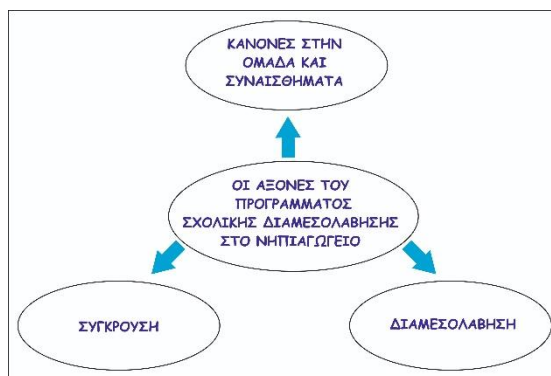 ΚΑΝΟΝΕΣ ΣΤΗΝ
ΟΜΑΔΑ ΚΑΙ
ΣΥΝΑΙΣΘΗΜΑΤΑ
ΟΙ ΑΞΟΝΕΣ ΤΟΥ
ΠΡΟΓΡΑΜΜΑΤΟΣ
ΣΧΟΛΙΚΗΣ ΔΙΑΜΕΣΟΛΑΒΗΣΗΣ
ΣΤΟ ΝΗΠΙΑΓΩΓΕΙΟ
ΣΥΓΚΡΟΥΣΗ
ΔΙΑΜΕΣΟΛΑΒΗΣΗ